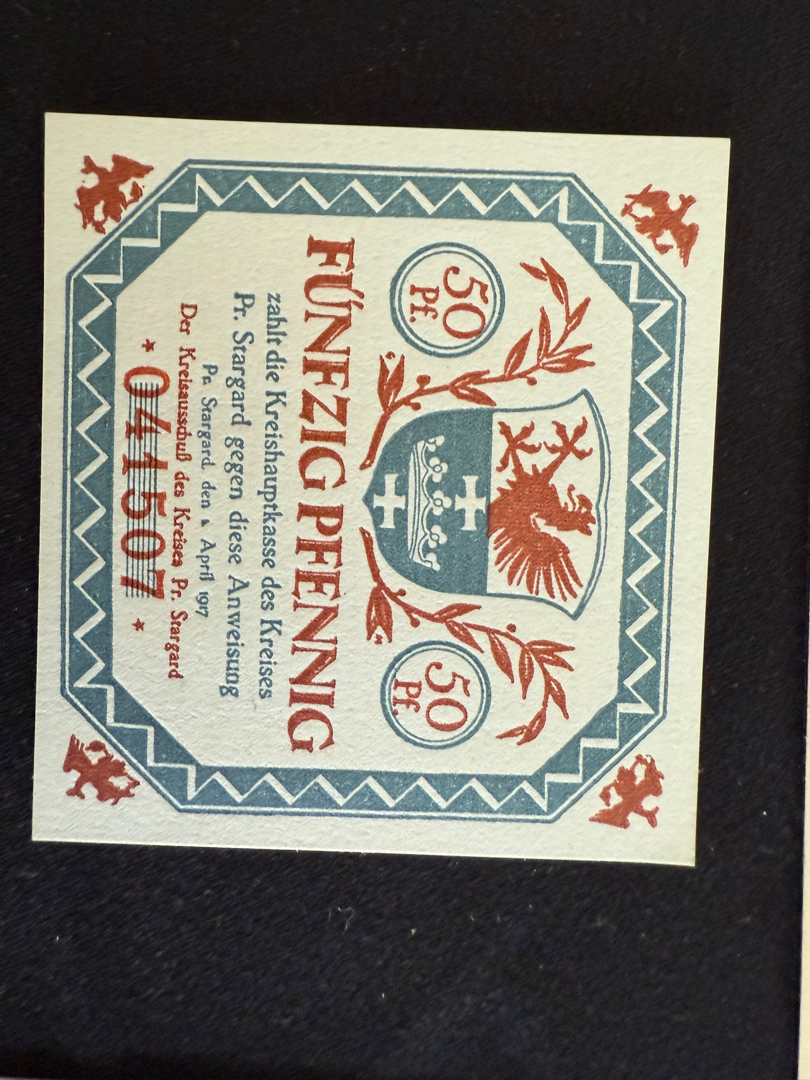 50 Pf.
50 Pf.
FÜNFZIG PFENNIG
zahlt die Kreishauptkasse des Kreises
Pr. Stargard gegen diese Anweisung
Pr. Stargard, den 1. April 1917
Der Kreisausschuß des Kreises Pr. Stargard
* 041507 *